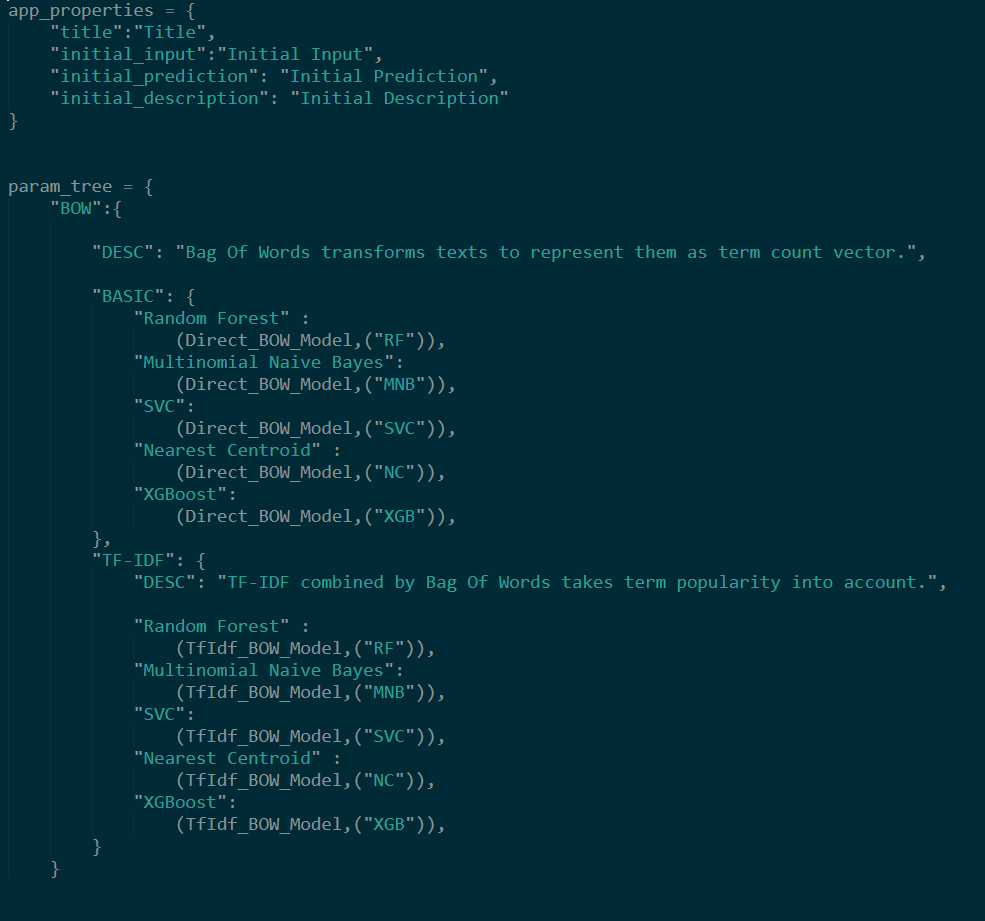 app_properties = {
    "title":"Title",
    "initial_input":"Initial Input",
    "initial_prediction": "Initial Prediction",
    "initial_description": "Initial Description"
}
param_tree = {
    "BOW":{
        "DESC": "Bag Of Words transforms texts to represent them as term count vector.",
        "BASIC": {
            "Random Forest" :
                (Direct_BOW_Model,("RF")),
            "Multinomial Naive Bayes":
                (Direct_BOW_Model,("MNB")),
            "SVC":
                (Direct_BOW_Model,("SVC")),
            "Nearest Centroid" :
                (Direct_BOW_Model,("NC")),
            "XGBoost":
                (Direct_BOW_Model,("XGB")),
        },
        "TF-IDF": {
            "DESC": "TF-IDF combined by Bag Of Words takes term popularity into account.",
            "Random Forest" :
                (TfIdf_BOW_Model,("RF")),
            "Multinomial Naive Bayes":
                (TfIdf_BOW_Model,("MNB")),
            "SVC":
                (TfIdf_BOW_Model,("SVC")),
            "Nearest Centroid" :
                (TfIdf_BOW_Model,("NC")),
            "XGBoost":
                (TfIdf_BOW_Model,("XGB")),
        }
    }